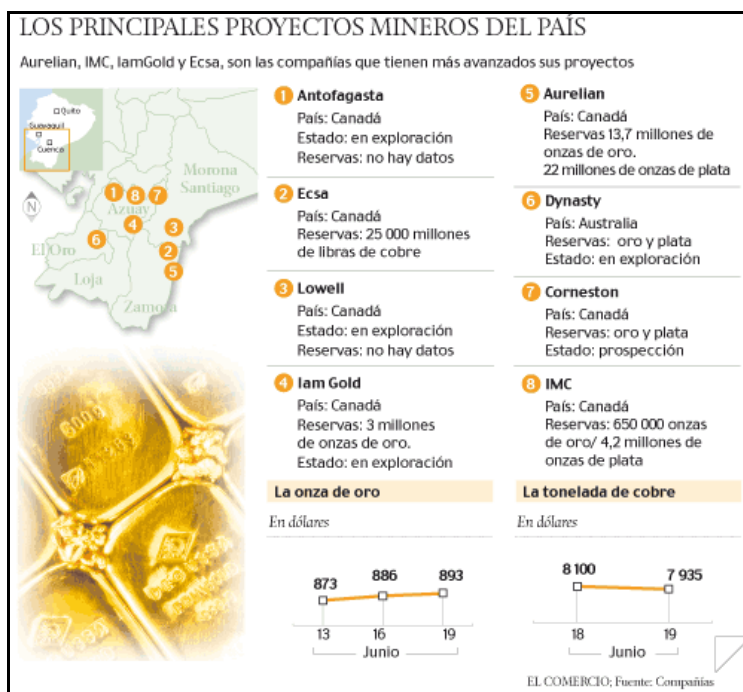 LOS PRINCIPALES PROYECTOS MINEROS DEL PAÍS
Aurelian, IMC, IamGold y Ecsa, son las compañías que tienen más avanzados sus proyectos
Quito
Guayaquil
Cuenca
N
Morona
Santiago
Azuay
El Oro
Loja
Zamora
1
8
7
4
3
6
2
5
1 Antofagasta
País: Canadá
Estado: en exploración
Reservas: no hay datos
2 Ecsa
País: Canadá
Reservas: 25 000 millones
de libras de cobre
3 Lowell
País: Canadá
Estado: en exploración
Reservas: no hay datos
4 Iam Gold
País: Canadá
Reservas: 3 millones
de onzas de oro.
Estado: en exploración
5 Aurelian
País: Canadá
Reservas 13,7 millones de
onzas de oro.
22 millones de onzas de plata
6 Dynasty
País: Australia
Reservas: oro y plata
Estado: en exploración
7 Corneston
País: Canadá
Reservas: oro y plata
Estado: prospección
8 IMC
País: Canadá
Reservas: 650 000 onzas
de oro/ 4,2 millones de
onzas de plata
La onza de oro
En dólares
873
886
893
13
16
19
Junio
La tonelada de cobre
En dólares
8 100
7 935
18
19
Junio
EL COMERCIO; Fuente: Compañías